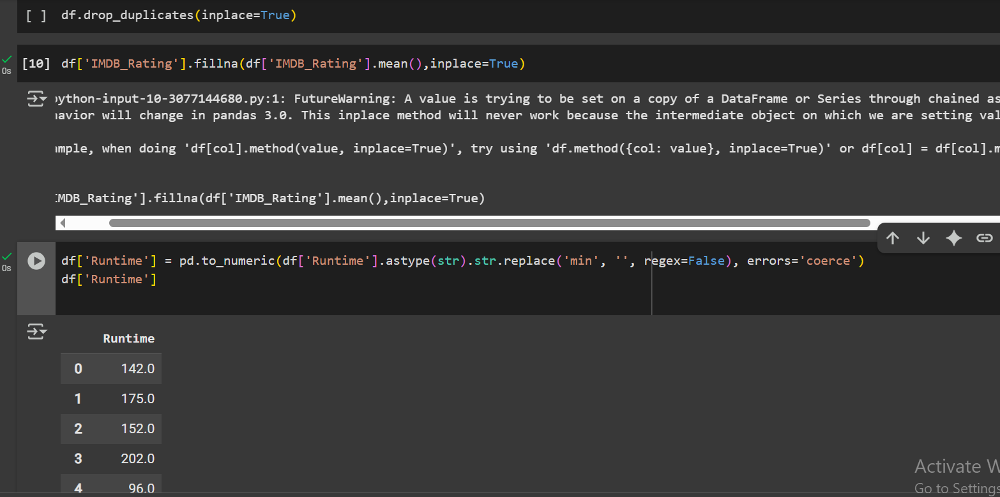 [ ] df.drop_duplicates(inplace=True)
0s [10] df['IMDB_Rating'].fillna(df['IMDB_Rating'].mean(),inplace=True)
python-input-10-3077144680.py:1: FutureWarning: A value is trying to be set on a copy of a DataFrame or Series through chained as
havior will change in pandas 3.0. This inplace method will never work because the intermediate object on which we are setting val
ample, when doing 'df[col].method(value, inplace=True)', try using 'df.method({col: value}, inplace=True)' or df[col] = df[col].m
IMDB_Rating'].fillna(df['IMDB_Rating'].mean(),inplace=True)
df['Runtime'] = pd.to_numeric(df['Runtime'].astype(str).str.replace('min', '', regex=False), errors='coerce')
0s
df['Runtime']
Runtime
0 142.0
1 175.0
2 152.0
3 202.0
4 96.0
Activate W
Go to Settings